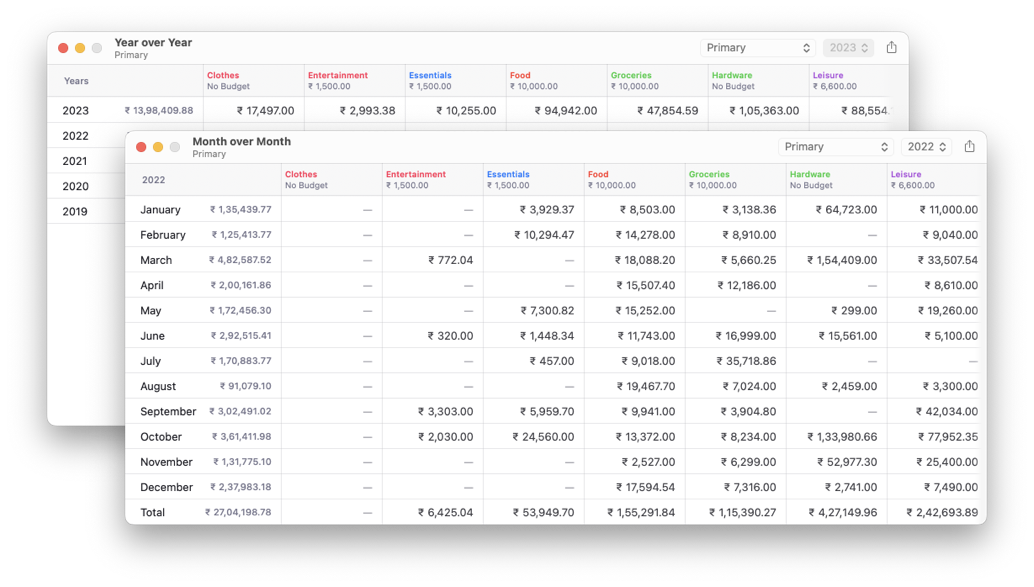 Year over Year
Primary
Primary 2023
Years Clothes Entertainment Essentials Food Groceries Hardware Leisure
No Budget ₹ 1,500.00 ₹ 1,500.00 ₹ 10,000.00 ₹ 10,000.00 No Budget ₹ 6,600.00
2023 ₹ 13,98,409.88 ₹ 17,497.00 ₹ 2,993.38 ₹ 10,255.00 ₹ 94,942.00 ₹ 47,854.59 ₹ 1,05,363.00 ₹ 88,554.
2022
2021
2020
2019
Month over Month
Primary
Primary 2022
2022 Clothes Entertainment Essentials Food Groceries Hardware Leisure
No Budget ₹ 1,500.00 ₹ 1,500.00 ₹ 10,000.00 ₹ 10,000.00 No Budget ₹ 6,600.00
January ₹ 1,35,439.77 — — ₹ 3,929.37 ₹ 8,503.00 ₹ 3,138.36 ₹ 64,723.00 ₹ 11,000.00
February ₹ 1,25,413.77 — — ₹ 10,294.47 ₹ 14,278.00 ₹ 8,910.00 — ₹ 9,040.00
March ₹ 4,82,587.52 — ₹ 772.04 — ₹ 18,088.20 ₹ 5,660.25 ₹ 1,54,409.00 ₹ 33,507.54
April ₹ 2,00,161.86 — — — ₹ 15,507.40 ₹ 12,186.00 — ₹ 8,610.00
May ₹ 1,72,456.30 — — ₹ 7,300.82 ₹ 15,252.00 — ₹ 299.00 ₹ 19,260.00
June ₹ 2,92,515.41 — ₹ 320.00 ₹ 1,448.34 ₹ 11,743.00 ₹ 16,999.00 ₹ 15,561.00 ₹ 5,100.00
July ₹ 1,70,883.77 — — ₹ 457.00 ₹ 9,018.00 ₹ 35,718.86 — —
August ₹ 91,079.10 — — — ₹ 19,467.70 ₹ 7,024.00 ₹ 2,459.00 ₹ 3,300.00
September ₹ 3,02,491.02 — ₹ 3,303.00 ₹ 5,959.70 ₹ 9,941.00 ₹ 3,904.80 — ₹ 42,034.00
October ₹ 3,61,411.98 — ₹ 2,030.00 ₹ 24,560.00 ₹ 13,372.00 ₹ 8,234.00 ₹ 1,33,980.66 ₹ 77,952.35
November ₹ 1,31,775.10 — — — ₹ 2,527.00 ₹ 6,299.00 ₹ 52,977.30 ₹ 25,400.00
December ₹ 2,37,983.18 — — — ₹ 17,594.54 ₹ 7,316.00 ₹ 2,741.00 ₹ 7,490.00
Total ₹ 27,04,198.78 — ₹ 6,425.04 ₹ 53,949.70 ₹ 1,55,291.84 ₹ 1,15,390.27 ₹ 4,27,149.96 ₹ 2,42,693.89